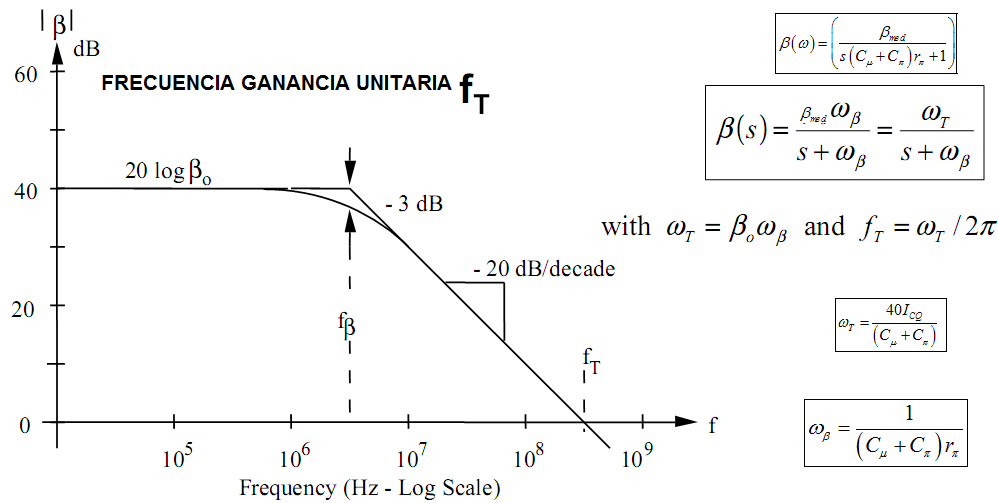 |β|
dB
60
FRECUENCIA GANANCIA UNITARIA f_T
20 log β_o
40
- 3 dB
- 20 dB/decade
20
f_β
f_T
0
f
10^5 10^6 10^7 10^8 10^9
Frequency (Hz - Log Scale)
β(ω) = (β_med / (s(C_μ + C_π)r_π + 1))
β(s) = β_med ω_β / (s + ω_β) = ω_T / (s + ω_β)
with ω_T = β_o ω_β and f_T = ω_T / 2π
ω_T = 40I_CQ / (C_μ + C_π)
ω_β = 1 / ((C_μ + C_π) r_π)